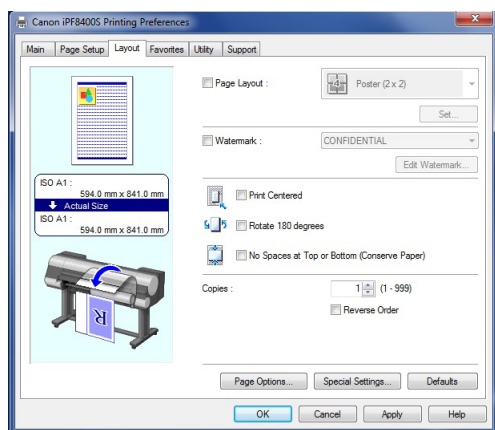 Canon iPF8400S Printing Preferences
Main Page Setup Layout Favorites Utility Support
Page Layout : Poster (2 x 2)
Set...
Watermark : CONFIDENTIAL
Edit Watermark...
ISO A1 :
594.0 mm x 841.0 mm
Actual Size
ISO A1 :
594.0 mm x 841.0 mm
Print Centered
Rotate 180 degrees
No Spaces at Top or Bottom (Conserve Paper)
Copies : 1 (1 - 999)
Reverse Order
R
Page Options... Special Settings... Defaults
OK Cancel Apply Help